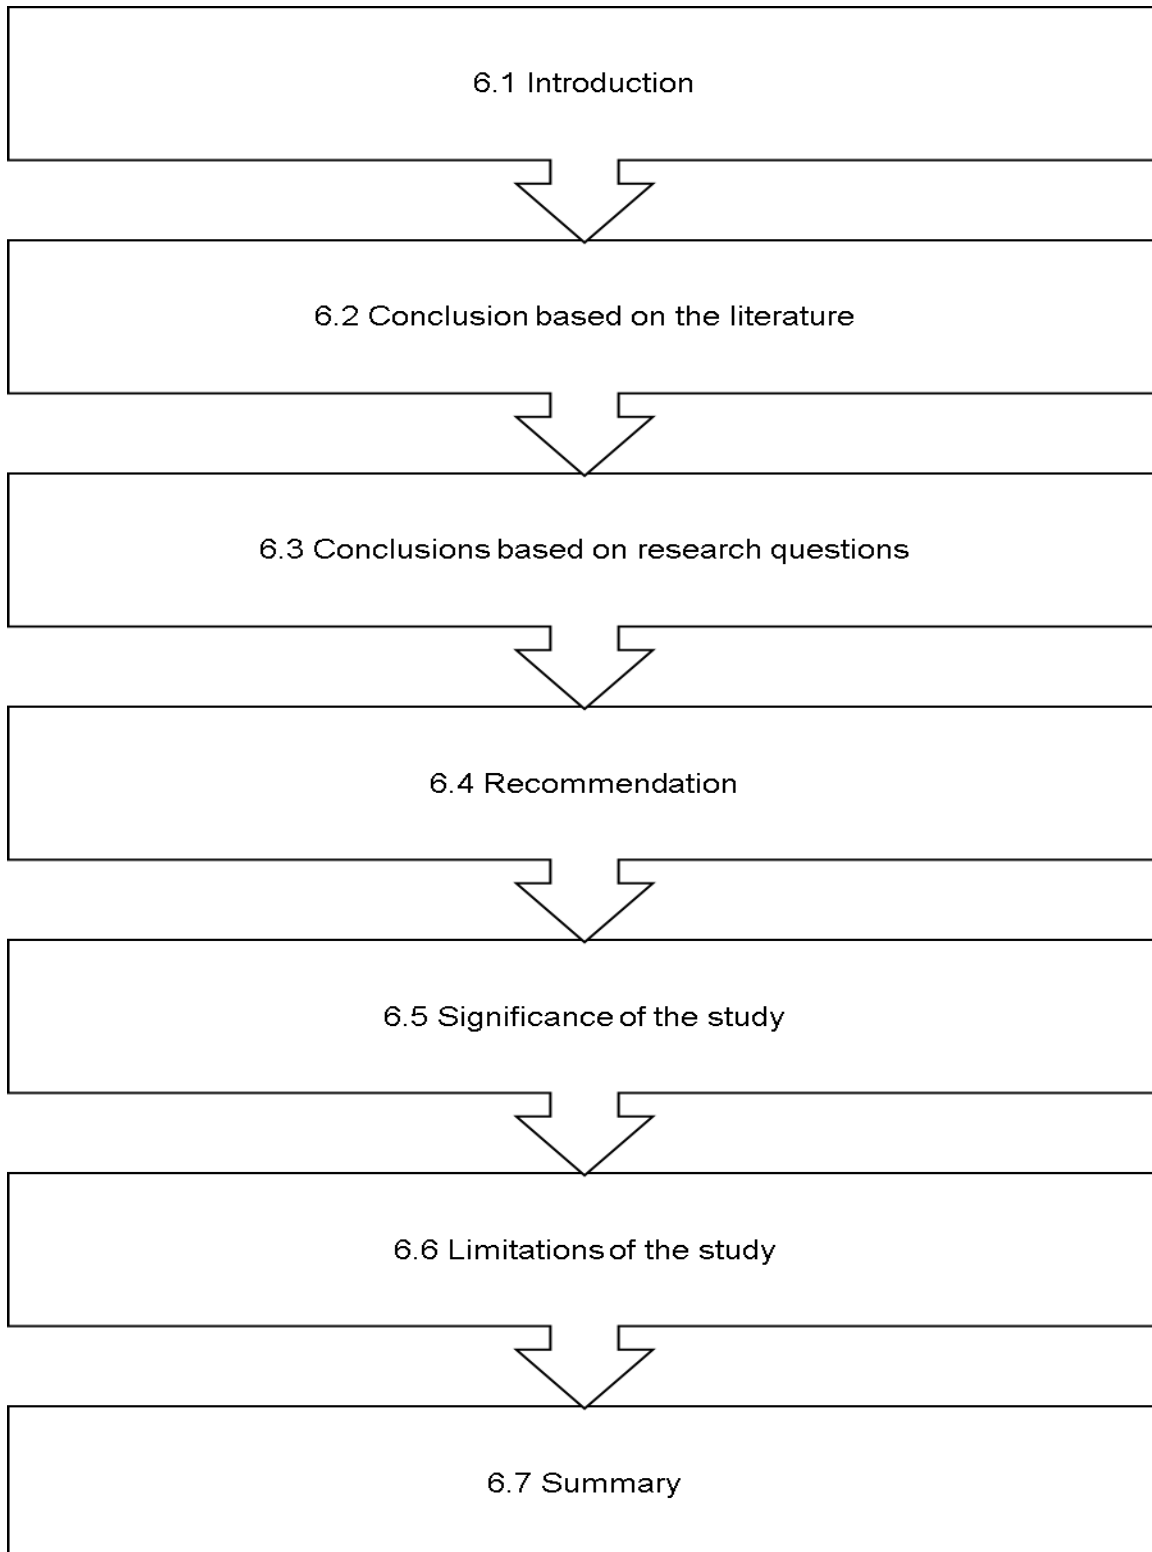 6.1 Introduction
6.2 Conclusion based on the literature
6.3 Conclusions based on research questions
6.4 Recommendation
6.5 Significance of the study
6.6 Limitations of the study
6.7 Summary